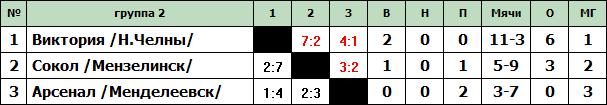 № группа 2 1 2 3 В Н П Мячи О МГ
1 Виктория /Н.Челны/ 7:2 4:1 2 0 0 11-3 6 1
2 Сокол /Мензелинск/ 2:7 3:2 1 0 1 5-9 3 2
3 Арсенал /Менделеевск/ 1:4 2:3 0 0 2 3-7 0 3